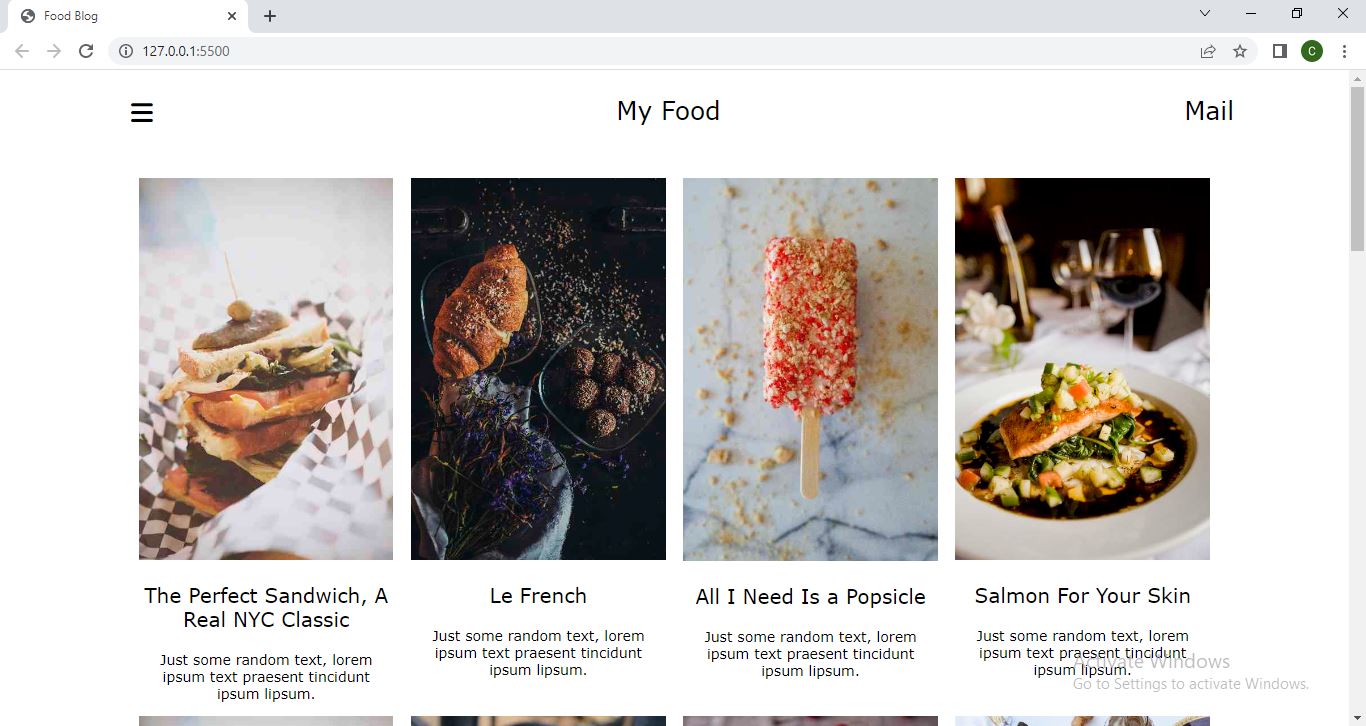 Food Blog
127.0.0.1:5500
C
My Food
Mail
The Perfect Sandwich, A
Real NYC Classic
Just some random text, lorem
ipsum text praesent tincidunt
ipsum lipsum.
Le French
Just some random text, lorem
ipsum text praesent tincidunt
ipsum lipsum.
All I Need Is a Popsicle
Just some random text, lorem
ipsum text praesent tincidunt
ipsum lipsum.
Salmon For Your Skin
Just some random text, lorem
ipsum text praesent tincidunt
ipsum lipsum.
Activate Windows
Go to Settings to activate Windows.